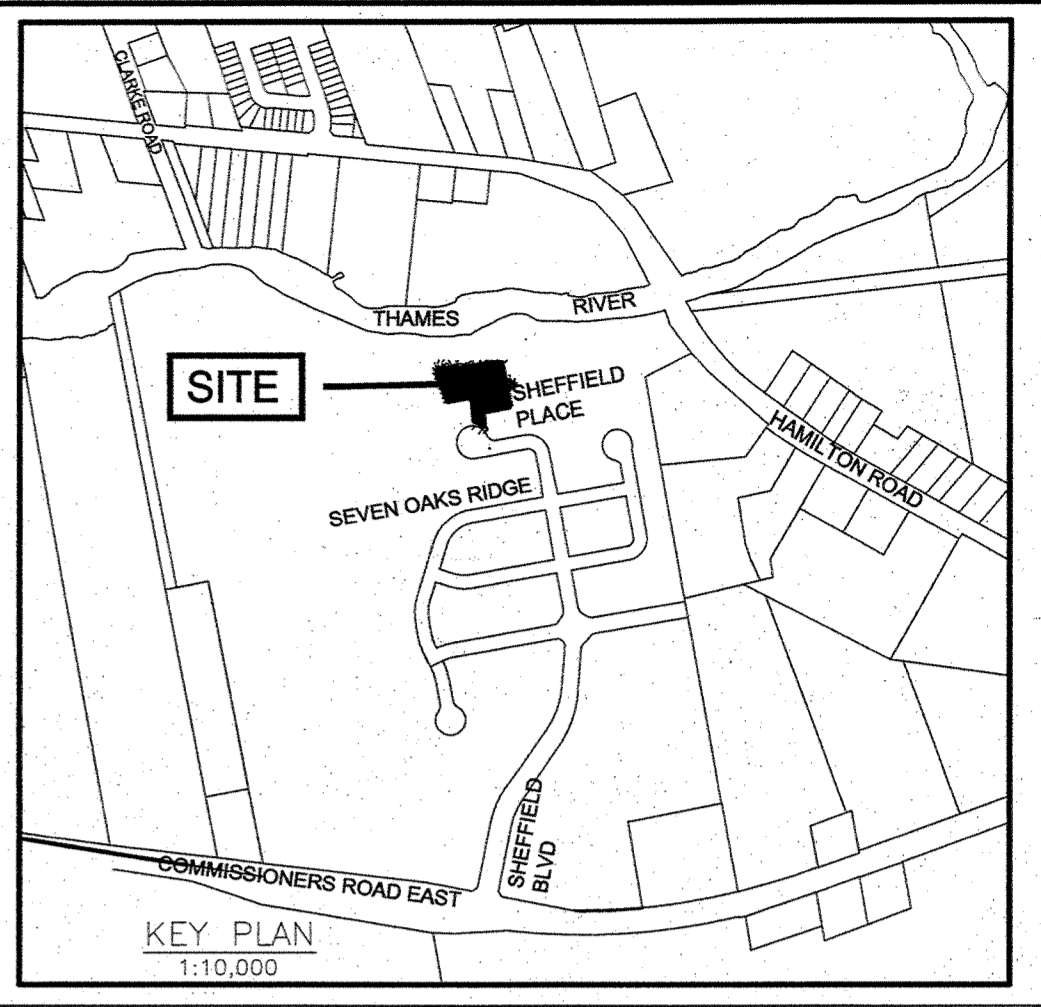 CLARKE ROAD
THAMES RIVER
SITE
SHEFFIELD
PLACE
HAMILTON ROAD
SEVEN OAKS RIDGE
SHEFFIELD
BLVD
COMMISSIONERS ROAD EAST
KEY PLAN
1:10,000